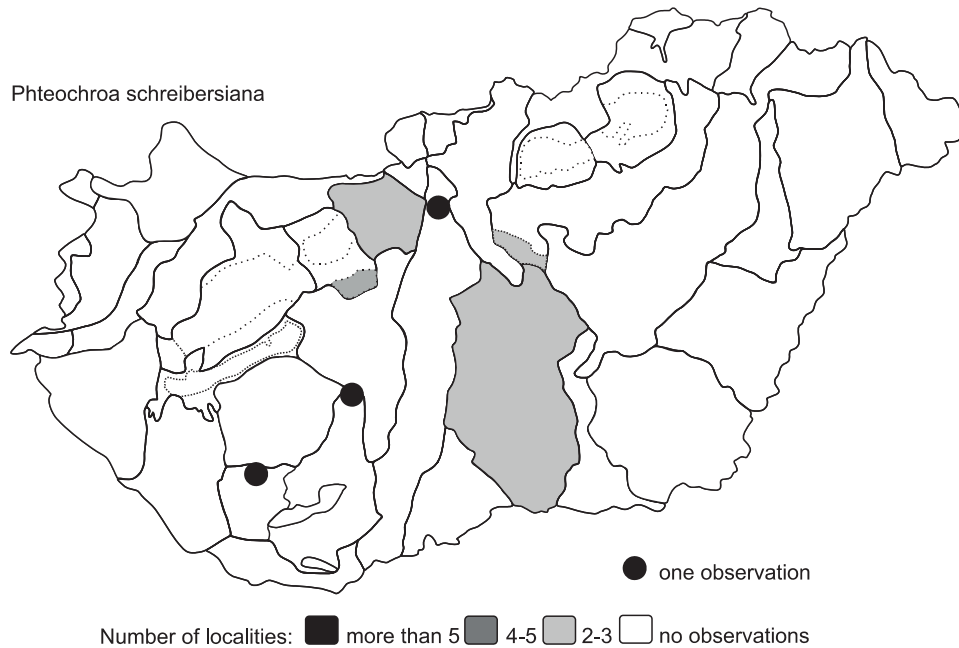 Phteochroa schreibersiana
one observation
Number of localities: more than 5 4-5 2-3 no observations